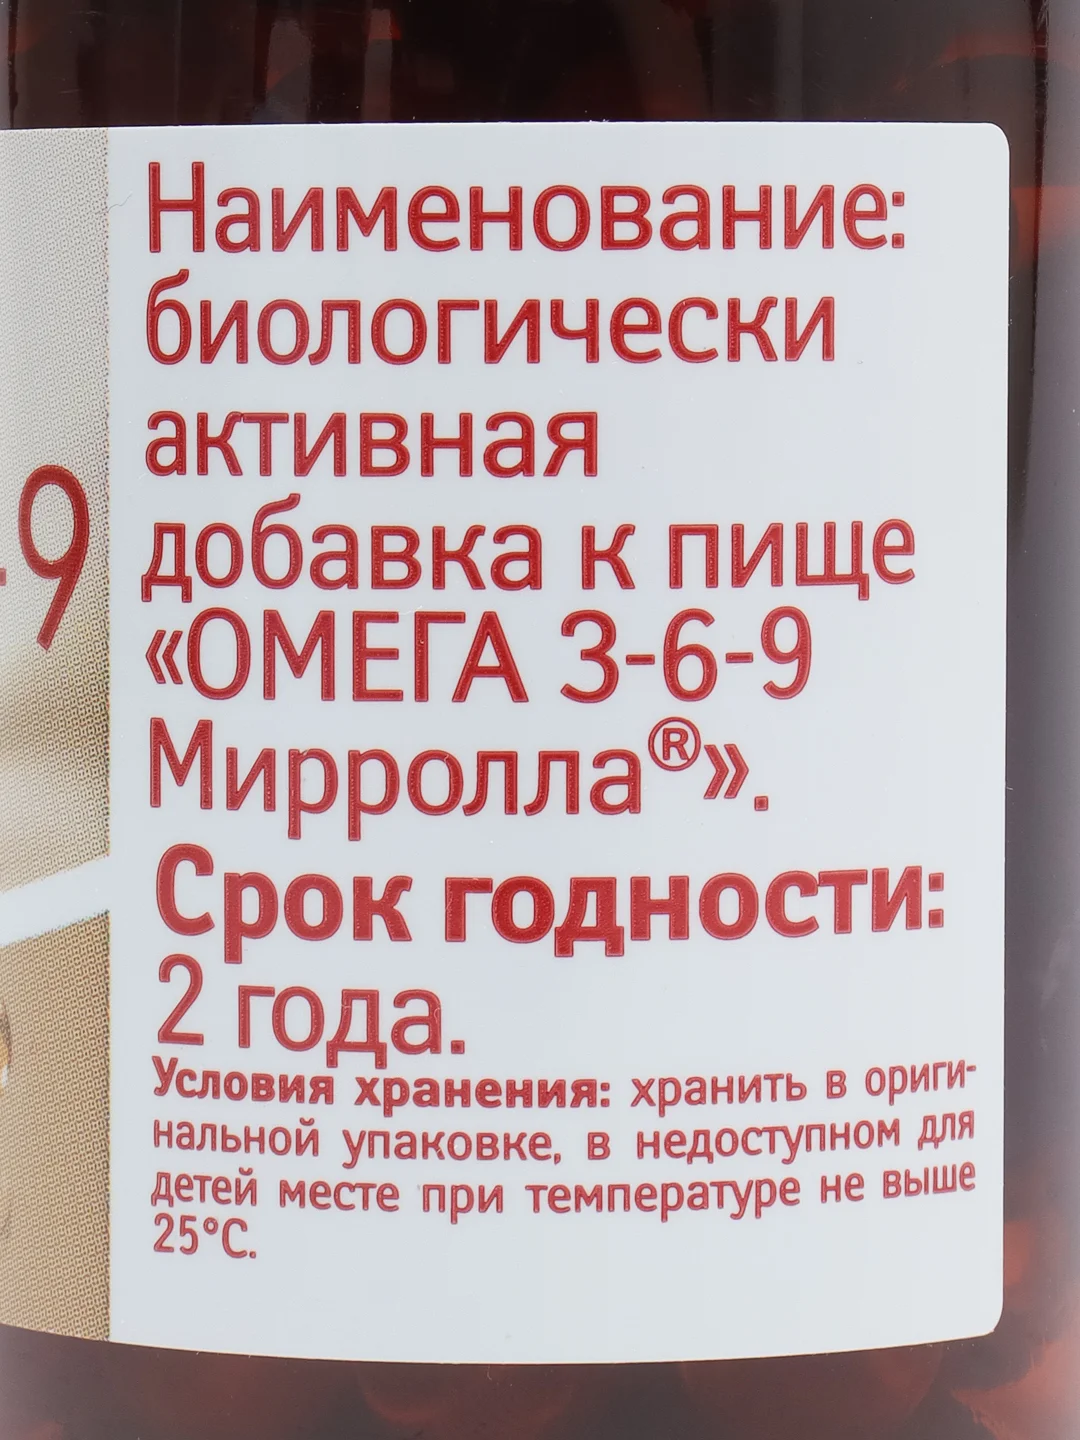 Наименование:
биологически
активная
добавка к пище
«ОМЕГА 3-6-9
Мирролла®».
Срок годности:
2 года.
Условия хранения: хранить в ориги-
нальной упаковке, в недоступном для
детей месте при температуре не выше
25°С.
-9